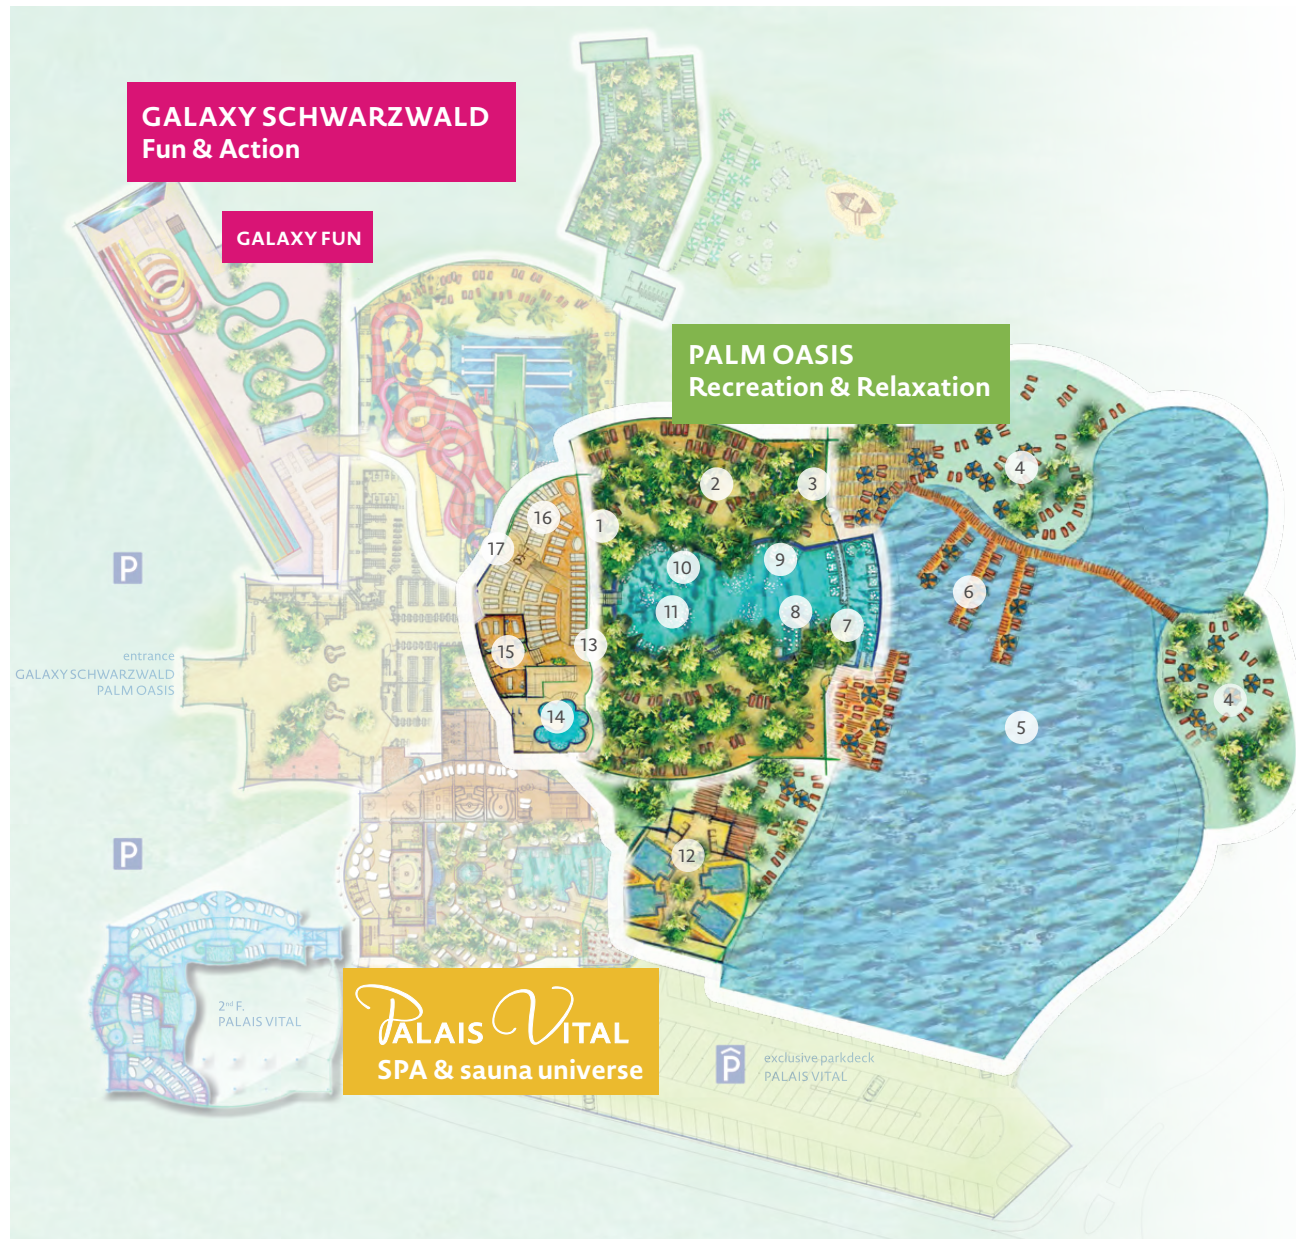 GALAXY SCHWARZWALD
Fun & Action
GALAXY FUN
PALM OASIS
Recreation & Relaxation
4
2
3
16
1
17
10
9
6
11
8
7
13
15
4
14
5
12
P
entrance
GALAXY SCHWARZWALD
PALM OASIS
P
2nd F.
PALAIS VITAL
PALAIS VITAL
SPA & sauna universe
P
exclusive parkdeck
PALAIS VITAL